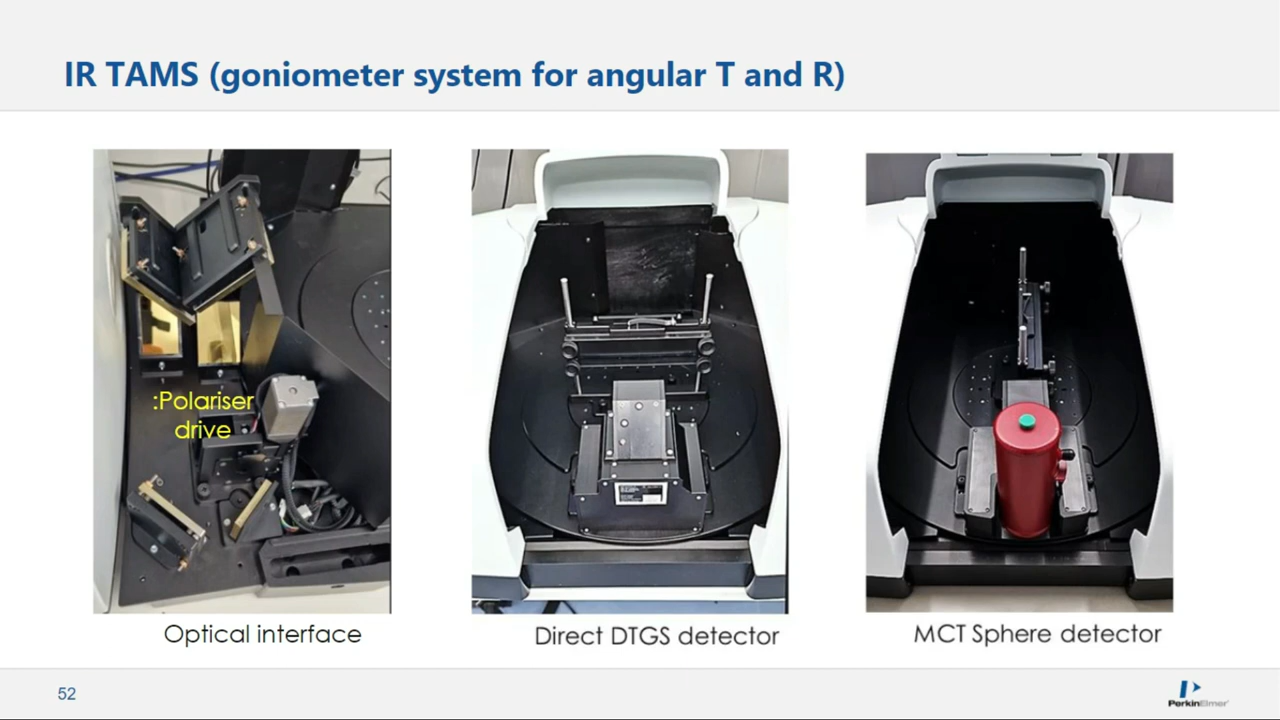 IR TAMS (goniometer system for angular T and R)
:Polariser
drive
Optical interface
Direct DTGS detector
MCT Sphere detector
52
PerkinElmer